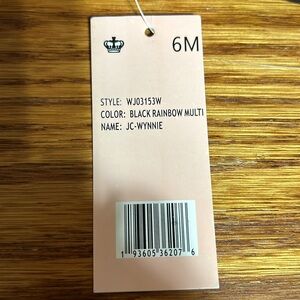 6M
STYLE: WJ03153W
COLOR: BLACK RAINBOW MULTI
NAME: JC-WYNNIE
1 93605 36207 6